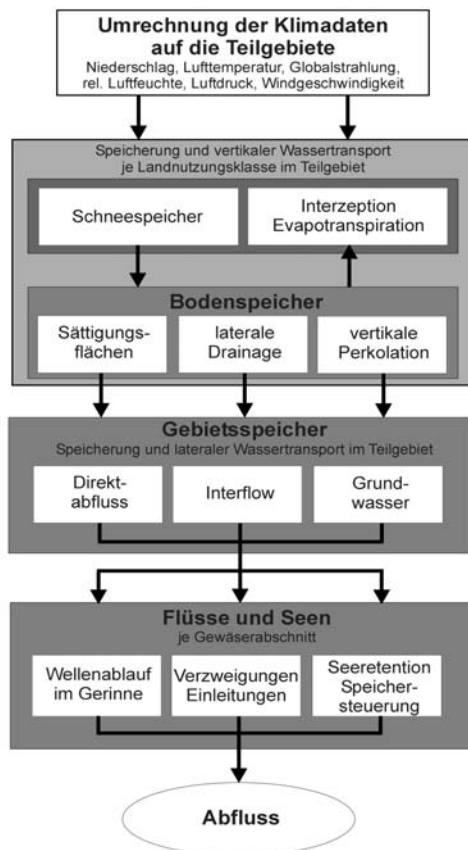 Umrechnung der Klimadaten
auf die Teilgebiete
Niederschlag, Lufttemperatur, Globalstrahlung,
rel. Luftfeuchte, Luftdruck, Windgeschwindigkeit
Speicherung und vertikaler Wassertransport
je Landnutzungsklasse im Teilgebiet
Schneespeicher
Interzeption
Evapotranspiration
Bodenspeicher
Sättigungs-
flächen
laterale
Drainage
vertikale
Perkolation
Gebietsspeicher
Speicherung und lateraler Wassertransport im Teilgebiet
Direkt-
abfluss
Interflow
Grund-
wasser
Flüsse und Seen
je Gewäserabschnitt
Wellenablauf
im Gerinne
Verzweigungen
Einleitungen
Seeretention
Speicher-
steuerung
Abfluss